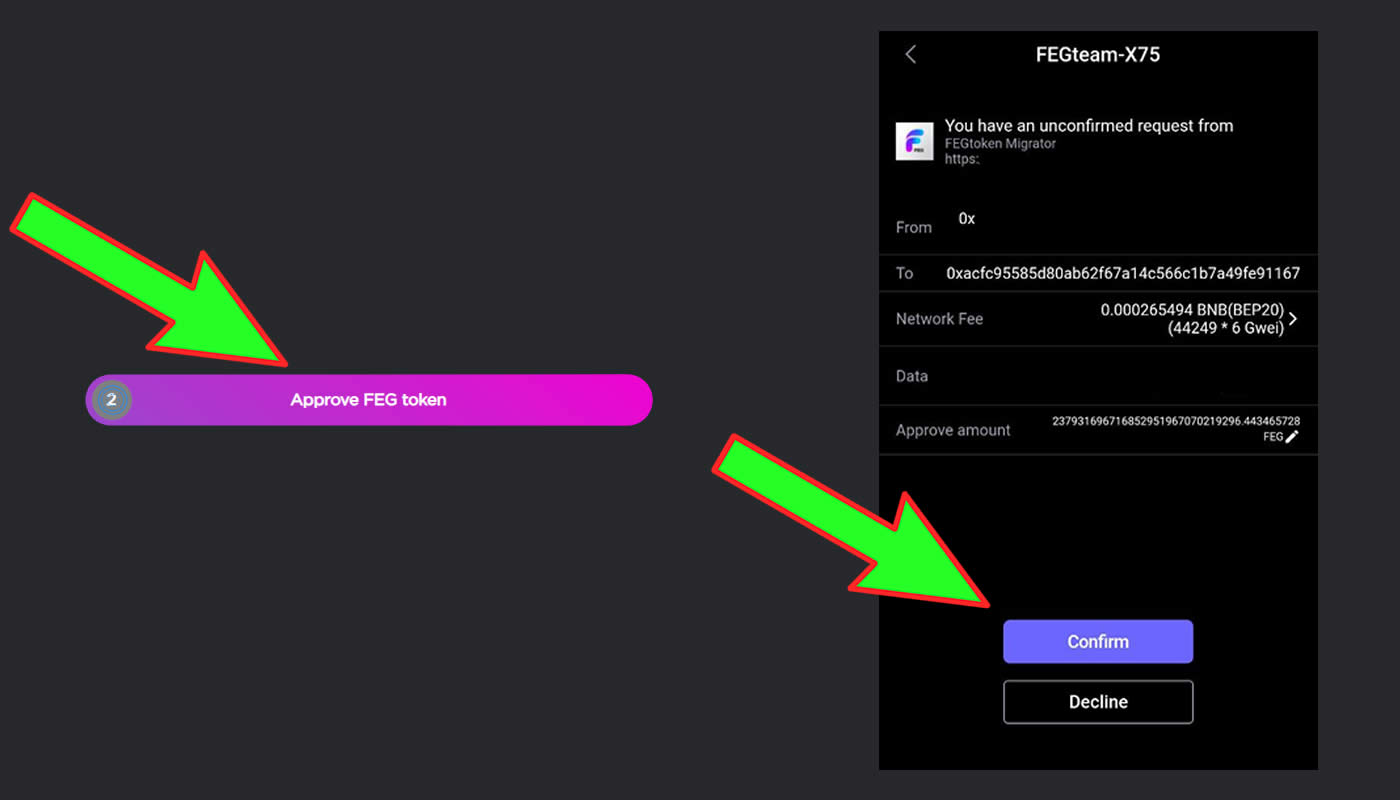 2
Approve FEG token
FEGteam-X75
You have an unconfirmed request from
FEGtoken Migrator
https:
From
0x
To
0xacfc95585d80ab62f67a14c566c1b7a49fe91167
Network Fee
0.000265494 BNB(BEP20)
(44249 * 6 Gwei)
Data
Approve amount
237931696716852951967070219296.443465728
FEG
Confirm
Decline